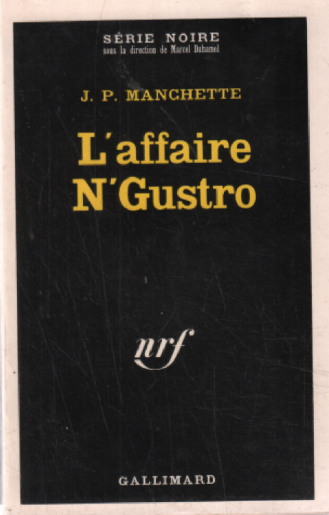 SÉRIE NOIRE
sous la direction de Marcel Duhamel
J. P. MANCHETTE
L'affaire
N'Gustro
nrf
GALLIMARD